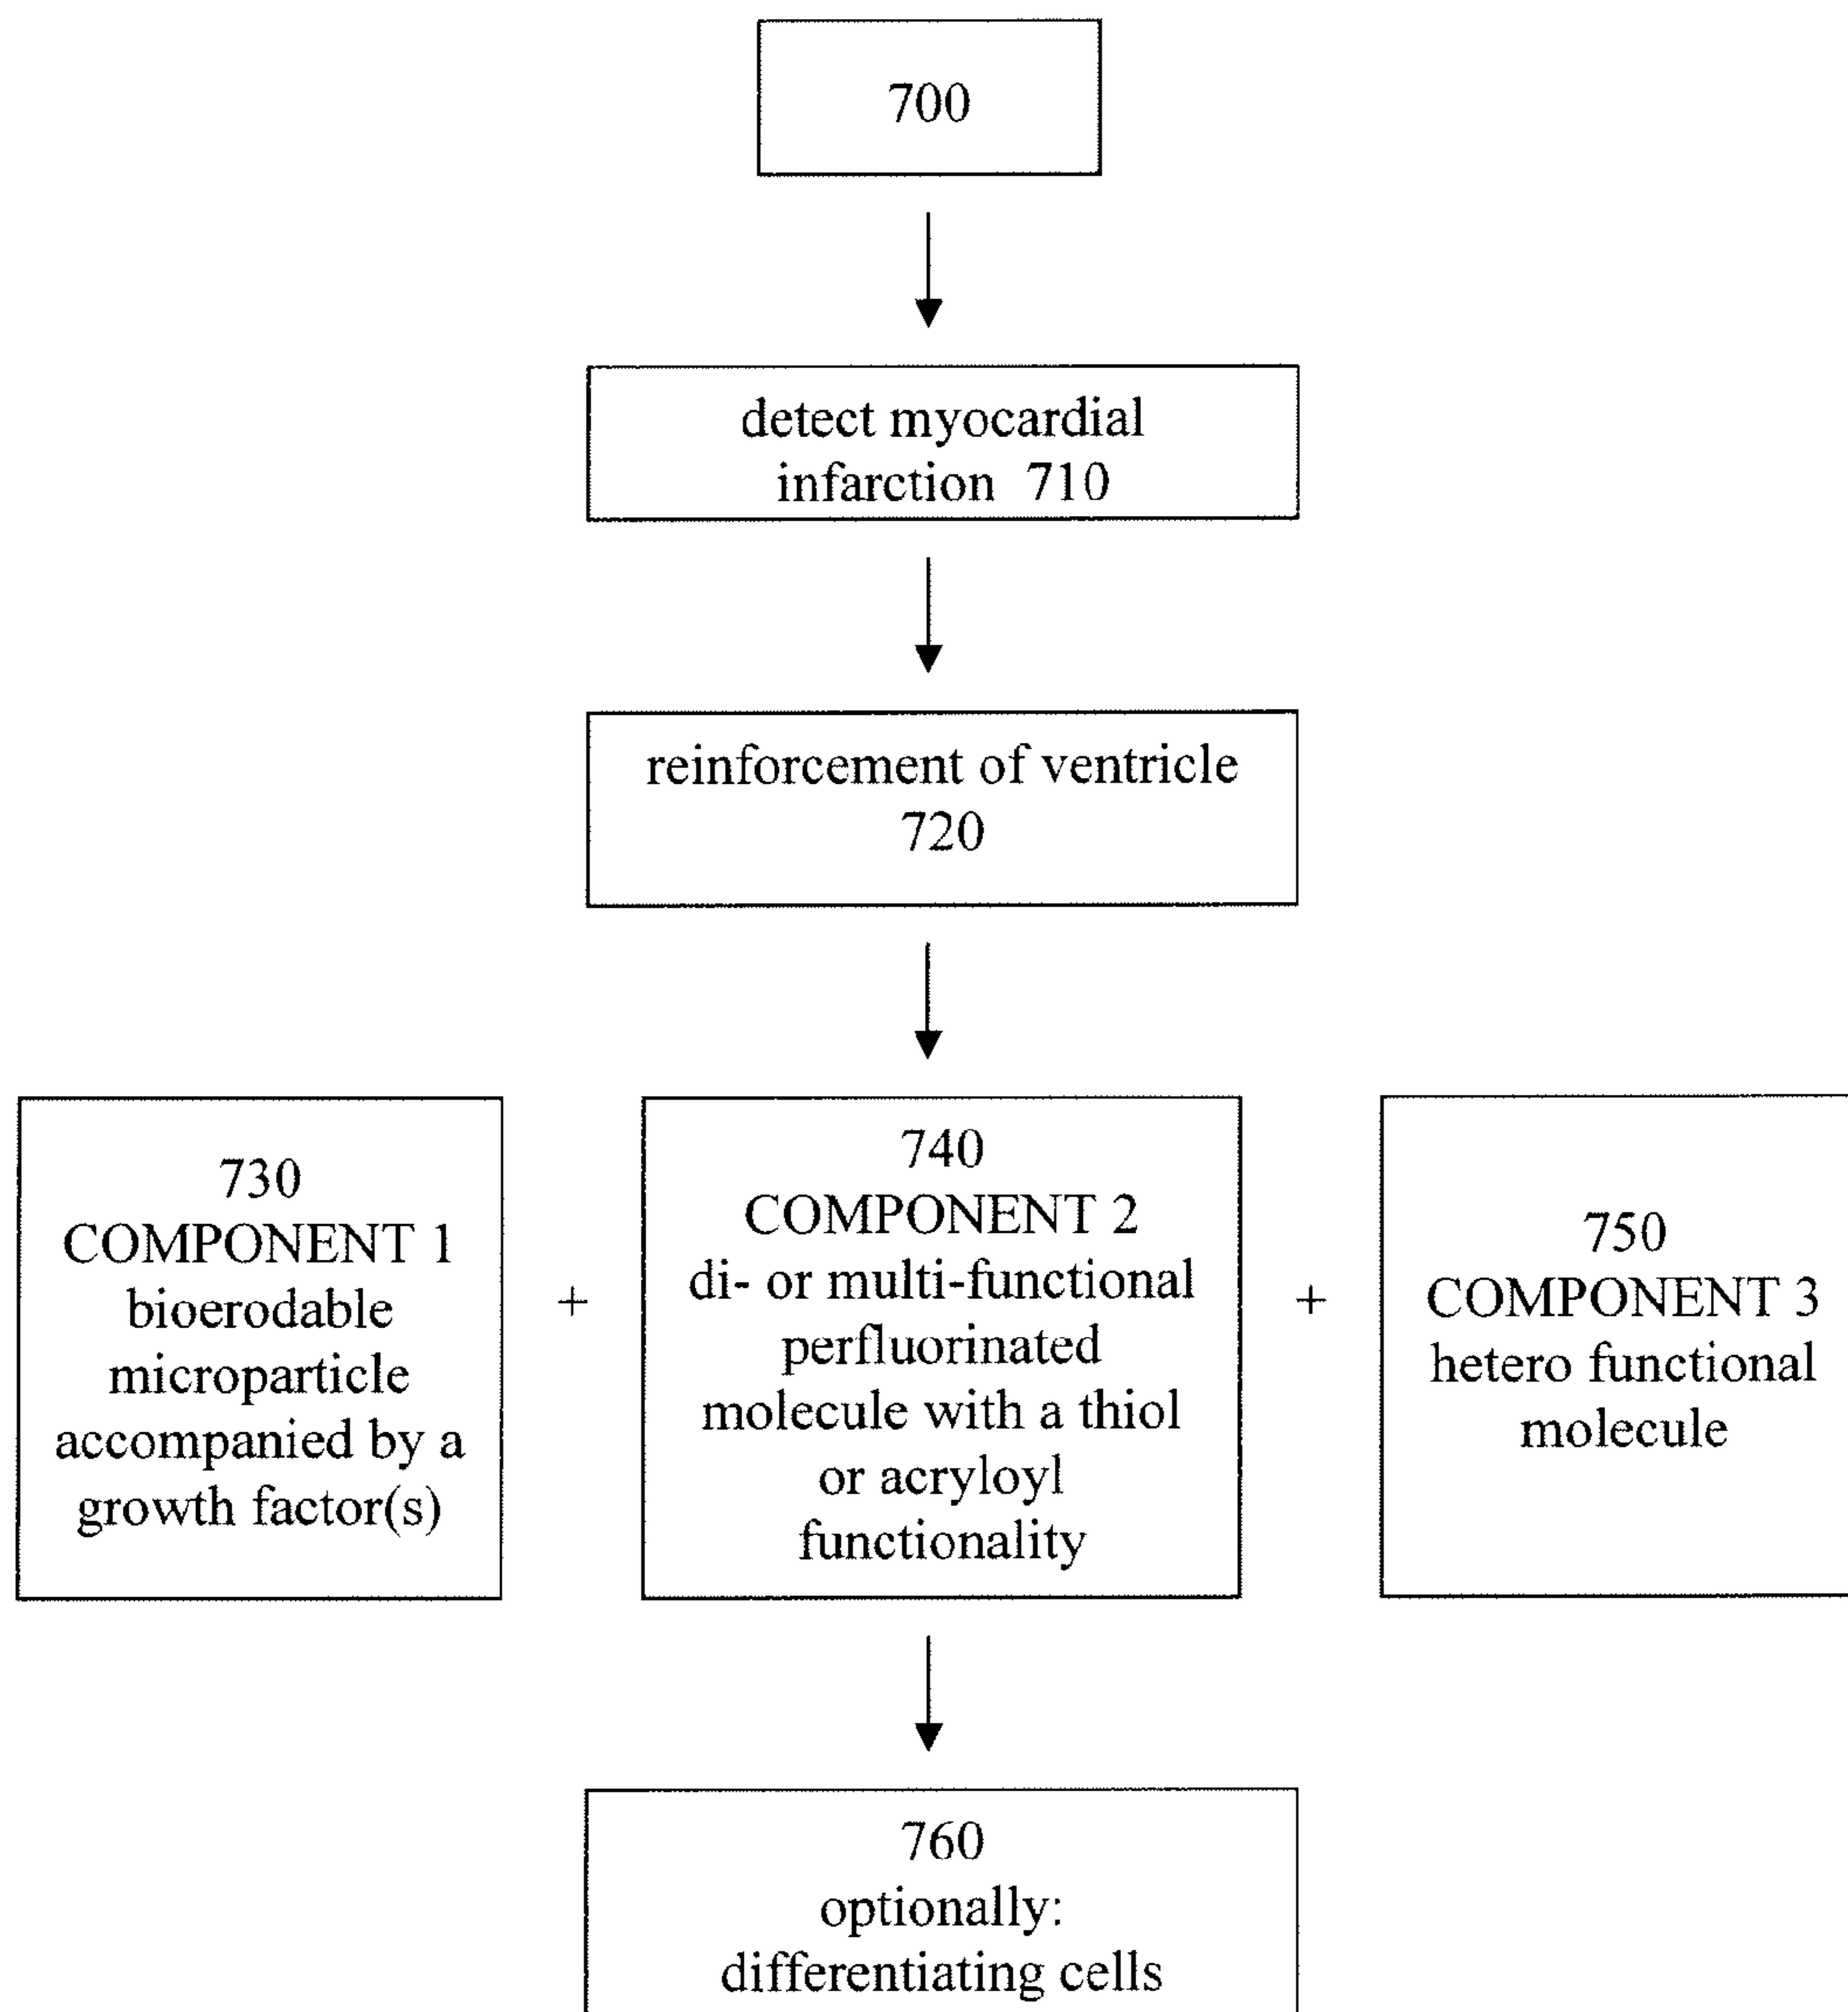 700
detect myocardial
infarction 710
reinforcement of ventricle
720
730
COMPONENT 1
bioerodable
microparticle
accompanied by a
growth factor(s)
+
740
COMPONENT 2
di- or multi-functional
perfluorinated
molecule with a thiol
or acryloyl
functionality
+
750
COMPONENT 3
hetero functional
molecule
760
optionally:
differentiating cells